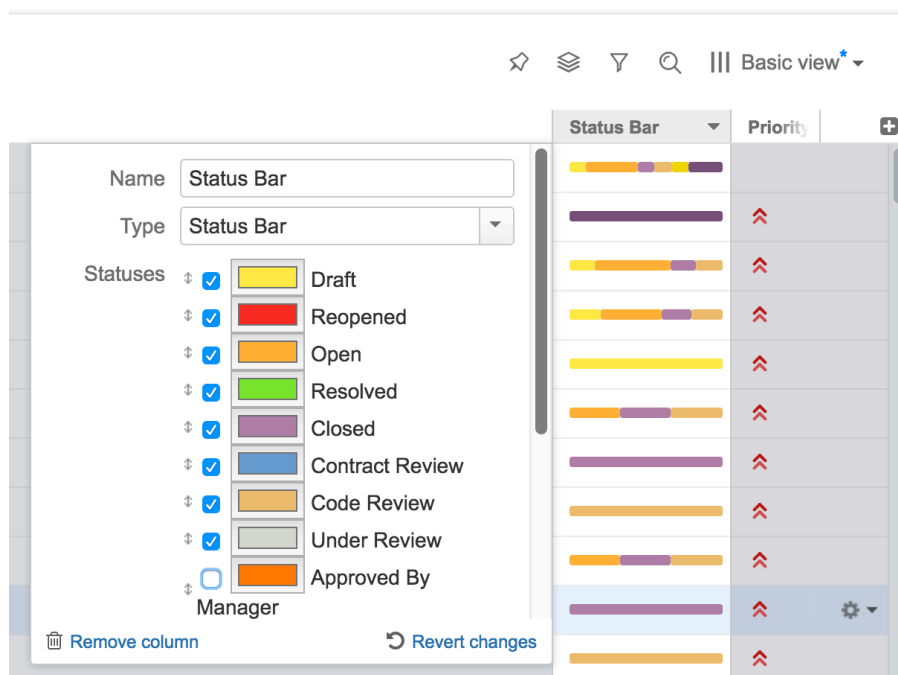 Basic view*
Status Bar
Priority
Name
Status Bar
Type
Status Bar
Statuses
Draft
Reopened
Open
Resolved
Closed
Contract Review
Code Review
Under Review
Approved By
Manager
Remove column
Revert changes